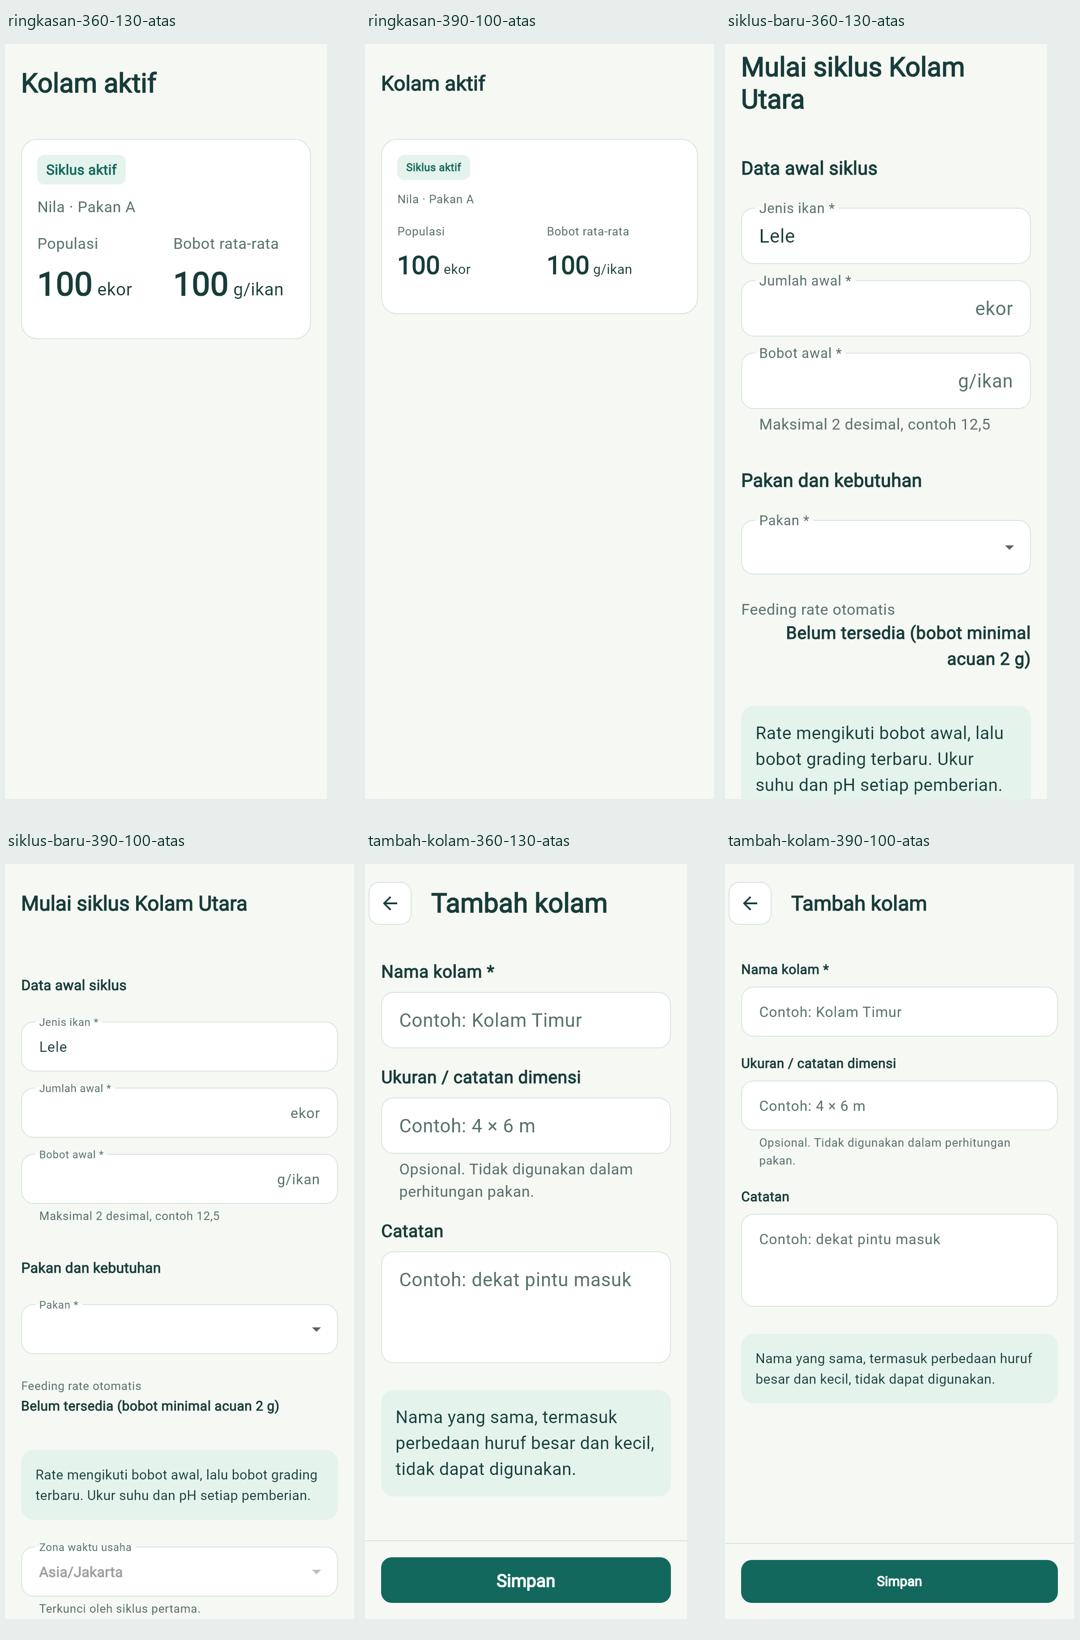 ringkasan-360-130-atas
Kolam aktif
Siklus aktif
Nila · Pakan A
Populasi
Bobot rata-rata
100 ekor
100 g/ikan
ringkasan-390-100-atas
Kolam aktif
Siklus aktif
Nila · Pakan A
Populasi
Bobot rata-rata
100 ekor
100 g/ikan
siklus-baru-360-130-atas
Mulai siklus Kolam
Utara
Data awal siklus
Jenis ikan *
Lele
Jumlah awal *
ekor
Bobot awal *
g/ikan
Maksimal 2 desimal, contoh 12,5
Pakan dan kebutuhan
Pakan *
Feeding rate otomatis
Belum tersedia (bobot minimal
acuan 2 g)
Rate mengikuti bobot awal, lalu
bobot grading terbaru. Ukur
suhu dan pH setiap pemberian.
siklus-baru-390-100-atas
Mulai siklus Kolam Utara
Data awal siklus
Jenis ikan *
Lele
Jumlah awal *
ekor
Bobot awal *
g/ikan
Maksimal 2 desimal, contoh 12,5
Pakan dan kebutuhan
Pakan *
Feeding rate otomatis
Belum tersedia (bobot minimal acuan 2 g)
Rate mengikuti bobot awal, lalu bobot grading
terbaru. Ukur suhu dan pH setiap pemberian.
Zona waktu usaha
Asia/Jakarta
Terkunci oleh siklus pertama.
tambah-kolam-360-130-atas
Tambah kolam
Nama kolam *
Contoh: Kolam Timur
Ukuran / catatan dimensi
Contoh: 4 × 6 m
Opsional. Tidak digunakan dalam
perhitungan pakan.
Catatan
Contoh: dekat pintu masuk
Nama yang sama, termasuk
perbedaan huruf besar dan kecil,
tidak dapat digunakan.
Simpan
tambah-kolam-390-100-atas
Tambah kolam
Nama kolam *
Contoh: Kolam Timur
Ukuran / catatan dimensi
Contoh: 4 × 6 m
Opsional. Tidak digunakan dalam perhitungan
pakan.
Catatan
Contoh: dekat pintu masuk
Nama yang sama, termasuk perbedaan huruf
besar dan kecil, tidak dapat digunakan.
Simpan